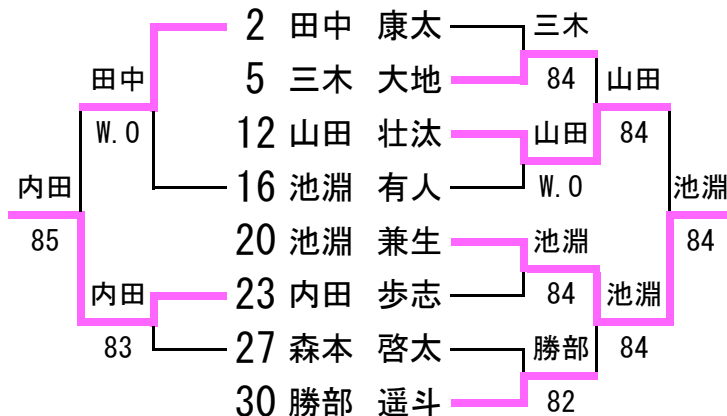 2 田中 康太 三木
田中 5 三木 大地 84 山田
W.O 12 山田 壮汰 山田 84
内田 16 池淵 有人 W.O 池淵
85 20 池淵 兼生 池淵 84
内田 23 内田 歩志 84 池淵
83 27 森本 啓太 勝部 84
30 勝部 遥斗 82